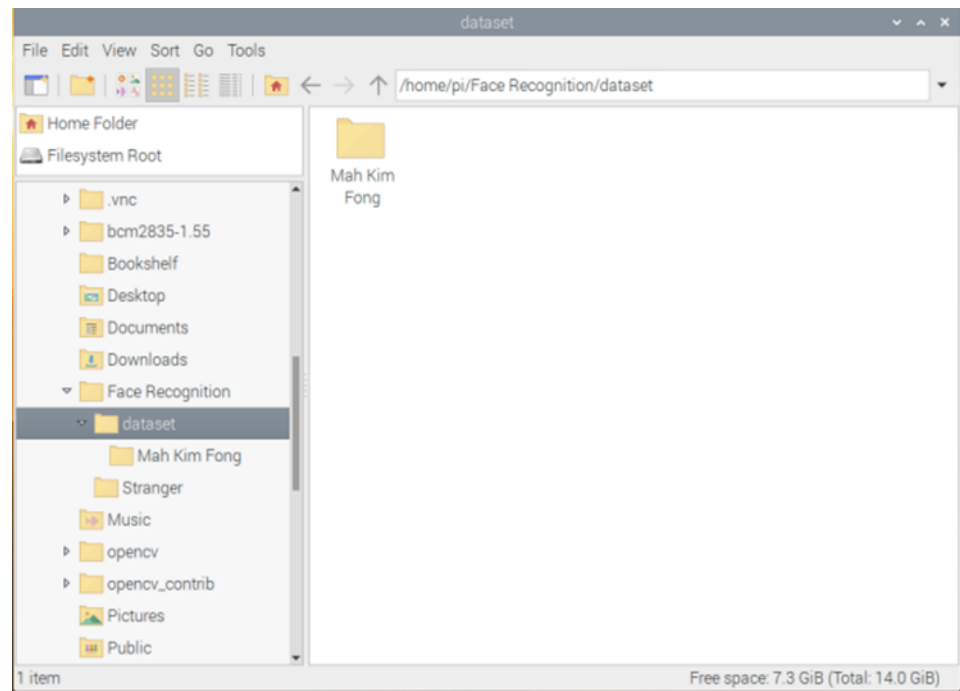 dataset
File Edit View Sort Go Tools
/home/pi/Face Recognition/dataset
Home Folder
Filesystem Root
.vnc
bcm2835-1.55
Bookshelf
Desktop
Documents
Downloads
Face Recognition
dataset
Mah Kim Fong
Stranger
Music
opencv
opencv_contrib
Pictures
Public
Mah Kim
Fong
1 item
Free space: 7.3 GiB (Total: 14.0 GiB)